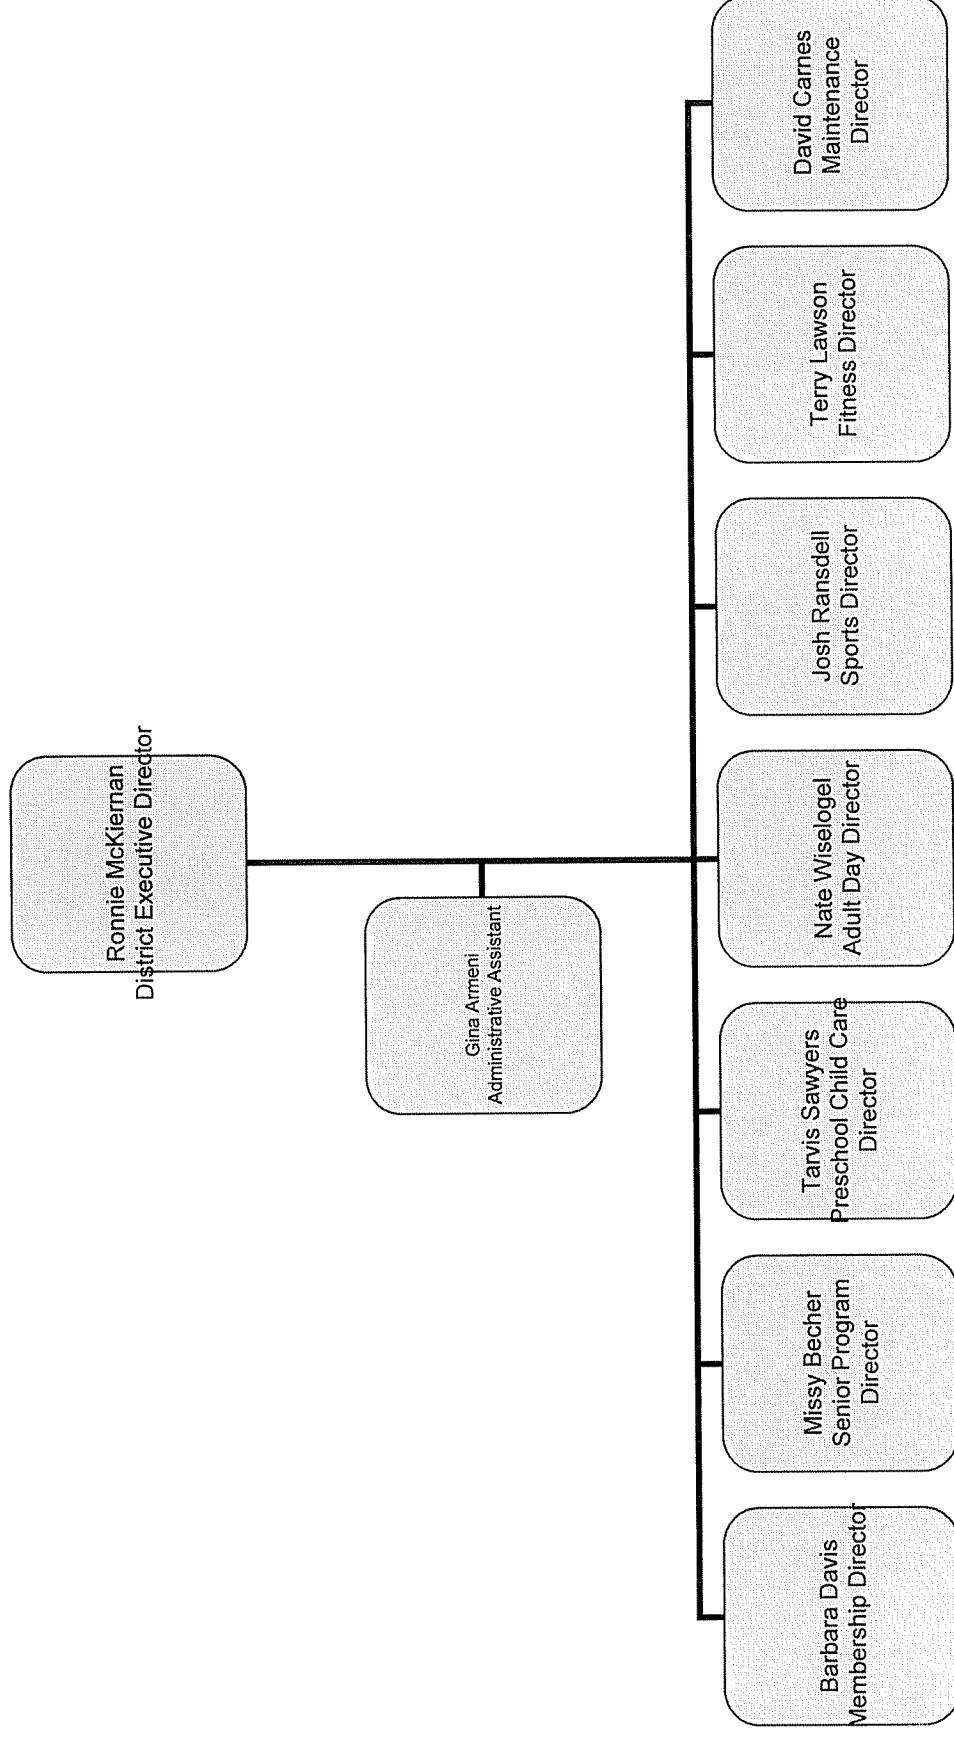 Ronnie McKiernan
District Executive Director
Gina Armeni
Administrative Assistant
Barbara Davis
Membership Director
Missy Becher
Senior Program
Director
Tarvis Sawyers
Preschool Child Care
Director
Nate Wiselogel
Adult Day Director
Josh Ransdell
Sports Director
Terry Lawson
Fitness Director
David Carnes
Maintenance
Director